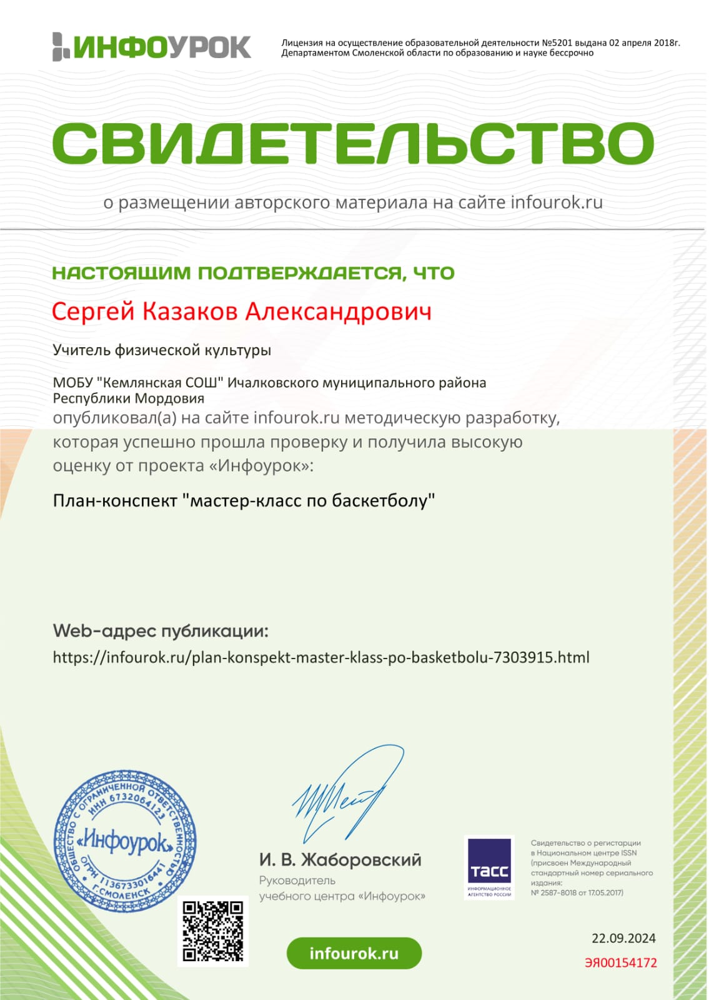 ИНФОУРОК
Лицензия на осуществление образовательной деятельности №5201 выдана 02 апреля 2018г.
Департаментом Смоленской области по образованию и науке бессрочно
СВИДЕТЕЛЬСТВО
о размещении авторского материала на сайте infourok.ru
НАСТОЯЩИМ ПОДТВЕРЖДАЕТСЯ, ЧТО
Сергей Казаков Александрович
Учитель физической культуры
МОБУ "Кемлянская СОШ" Ичалковского муниципального района
Республики Мордовия
опубликовал(а) на сайте infourok.ru методическую разработку,
которая успешно прошла проверку и получила высокую
оценку от проекта «Инфоурок»:
План-конспект "мастер-класс по баскетболу"
Web-адрес публикации:
https://infourok.ru/plan-konspekt-master-klass-po-basketbolu-7303915.html
ОБЩЕСТВО С ОГРАНИЧЕННОЙ ОТВЕТСТВЕННОСТЬЮ
ИНН 6732064123
«Инфоурок»
ОГРН 1136733016441
* Г.СМОЛЕНСК *
И. В. Жаборовский
Руководитель
учебного центра «Инфоурок»
ТАСС
ИНФОРМАЦИОННОЕ
АГЕНТСТВО РОССИИ
Свидетельство о регистарции
в Национальном центре ISSN
(присвоен Международный
стандартный номер сериального
издания:
№ 2587-8018 от 17.05.2017)
infourok.ru
22.09.2024
ЭЯ00154172